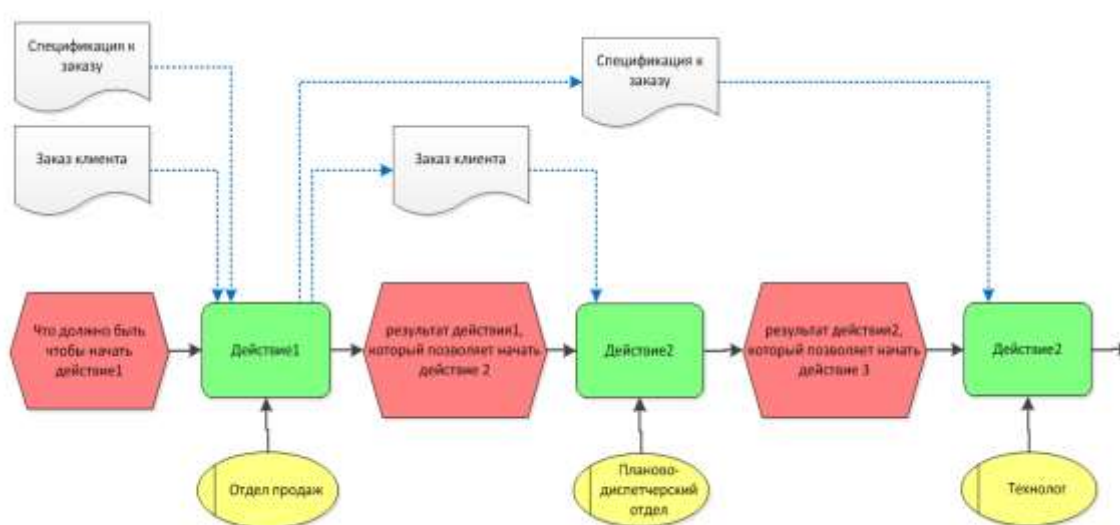 Спецификация к
заказу
Спецификация к
заказу
Заказ клиента
Заказ клиента
Что должно быть
чтобы начать
действие1
Действие1
результат действия1,
который позволяет начать
действие 2
Действие2
результат действия2,
который позволяет начать
действие 3
Действие2
Отдел продаж
Планово-
диспетчерский
отдел
Технолог